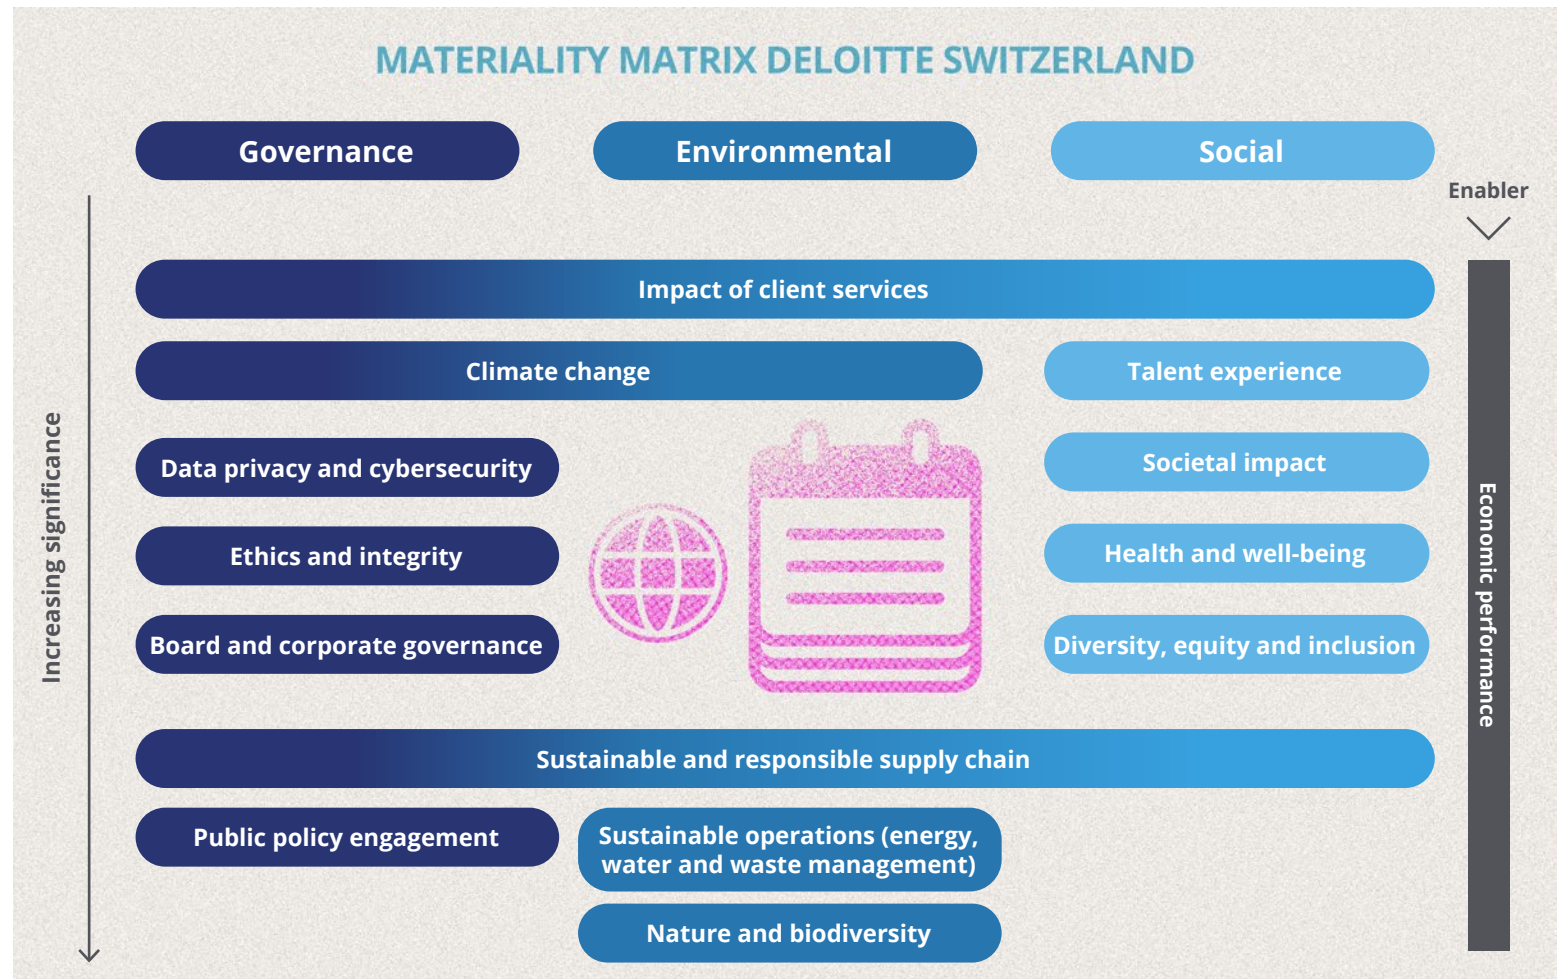 MATERIALITY MATRIX DELOITTE SWITZERLAND
Governance
Environmental
Social
Enabler
Increasing significance
Impact of client services
Climate change
Talent experience
Data privacy and cybersecurity
Societal impact
Ethics and integrity
Health and well-being
Board and corporate governance
Diversity, equity and inclusion
Economic performance
Sustainable and responsible supply chain
Public policy engagement
Sustainable operations (energy,
water and waste management)
Nature and biodiversity